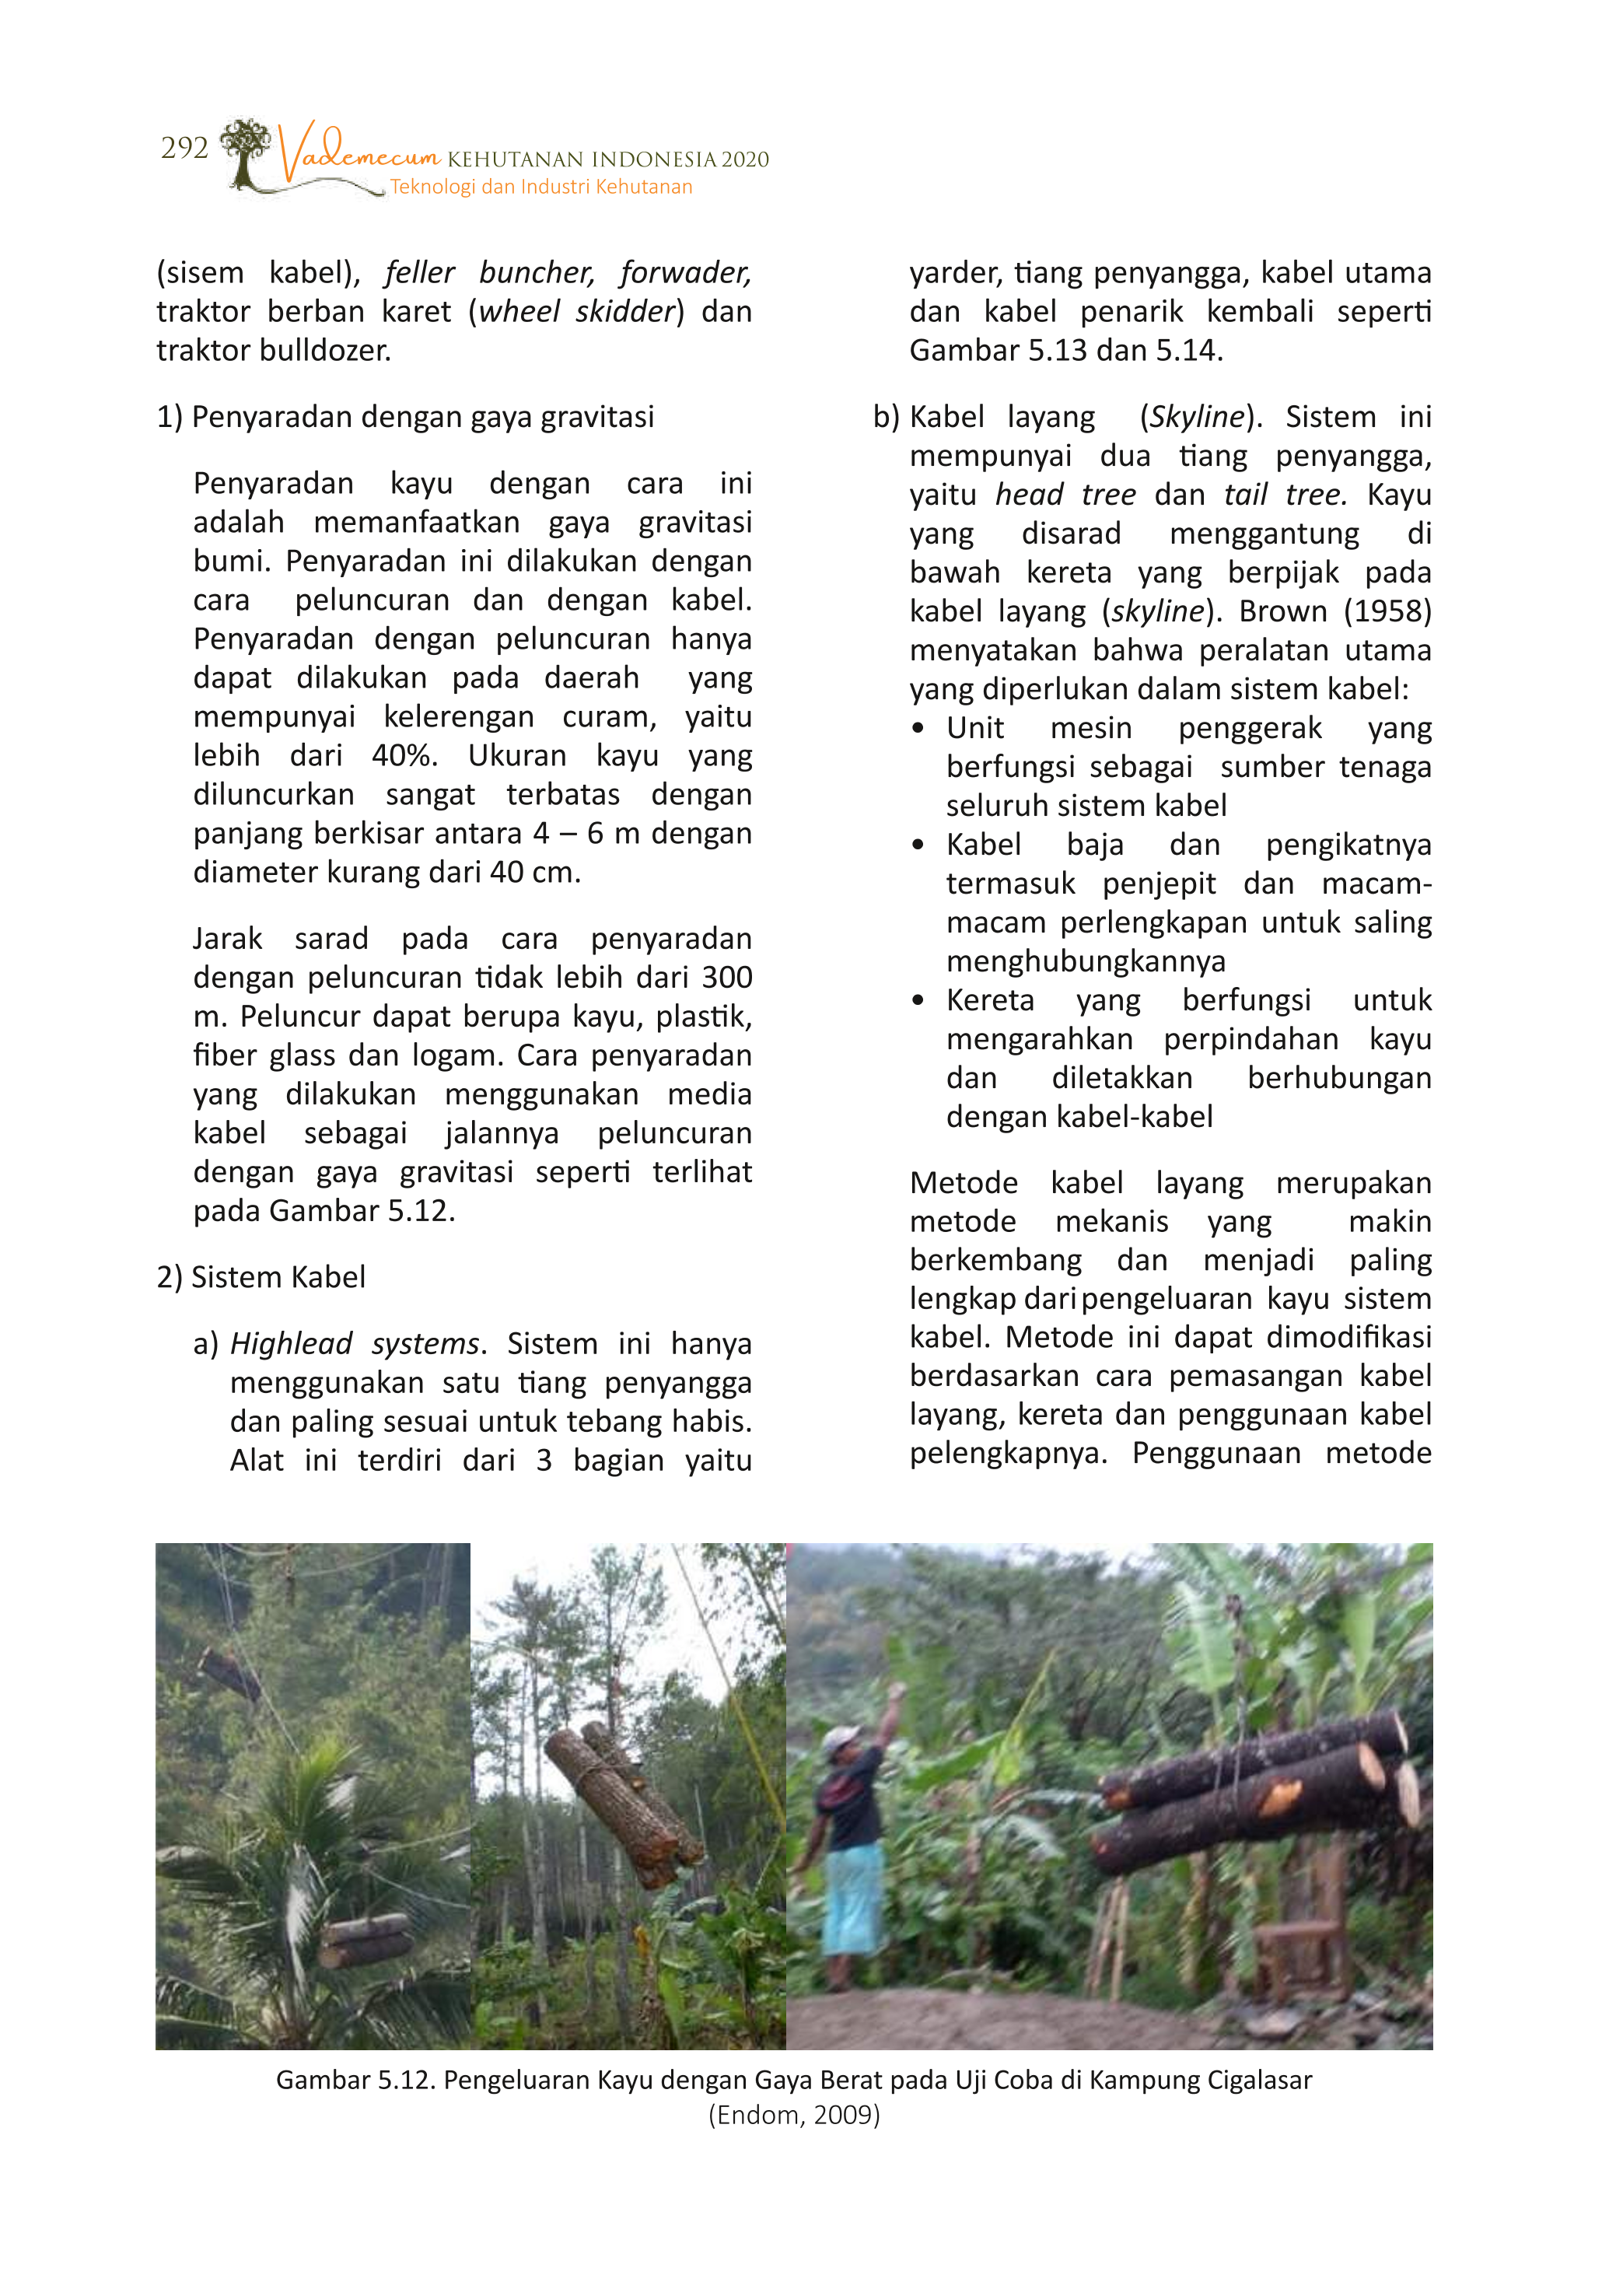 292
Vademecum KEHUTANAN INDONESIA 2020
Teknologi dan Industri Kehutanan
(sisem kabel), feller buncher, forwader,
traktor berban karet (wheel skidder) dan
traktor bulldozer.
1) Penyaradan dengan gaya gravitasi
Penyaradan kayu dengan cara ini
adalah memanfaatkan gaya gravitasi
bumi. Penyaradan ini dilakukan dengan
cara peluncuran dan dengan kabel.
Penyaradan dengan peluncuran hanya
dapat dilakukan pada daerah yang
mempunyai kelerengan curam, yaitu
lebih dari 40%. Ukuran kayu yang
diluncurkan sangat terbatas dengan
panjang berkisar antara 4 – 6 m dengan
diameter kurang dari 40 cm.
Jarak sarad pada cara penyaradan
dengan peluncuran tidak lebih dari 300
m. Peluncur dapat berupa kayu, plastik,
fiber glass dan logam. Cara penyaradan
yang dilakukan menggunakan media
kabel sebagai jalannya peluncuran
dengan gaya gravitasi seperti terlihat
pada Gambar 5.12.
2) Sistem Kabel
a) Highlead systems. Sistem ini hanya
menggunakan satu tiang penyangga
dan paling sesuai untuk tebang habis.
Alat ini terdiri dari 3 bagian yaitu
yarder, tiang penyangga, kabel utama
dan kabel penarik kembali seperti
Gambar 5.13 dan 5.14.
b) Kabel layang (Skyline). Sistem ini
mempunyai dua tiang penyangga,
yaitu head tree dan tail tree. Kayu
yang disarad menggantung di
bawah kereta yang berpijak pada
kabel layang (skyline). Brown (1958)
menyatakan bahwa peralatan utama
yang diperlukan dalam sistem kabel:
• Unit mesin penggerak yang
berfungsi sebagai sumber tenaga
seluruh sistem kabel
• Kabel baja dan pengikatnya
termasuk penjepit dan macam-
macam perlengkapan untuk saling
menghubungkannya
• Kereta yang berfungsi untuk
mengarahkan perpindahan kayu
dan diletakkan berhubungan
dengan kabel-kabel
Metode kabel layang merupakan
metode mekanis yang makin
berkembang dan menjadi paling
lengkap dari pengeluaran kayu sistem
kabel. Metode ini dapat dimodifikasi
berdasarkan cara pemasangan kabel
layang, kereta dan penggunaan kabel
pelengkapnya. Penggunaan metode
Gambar 5.12. Pengeluaran Kayu dengan Gaya Berat pada Uji Coba di Kampung Cigalasar
(Endom, 2009)